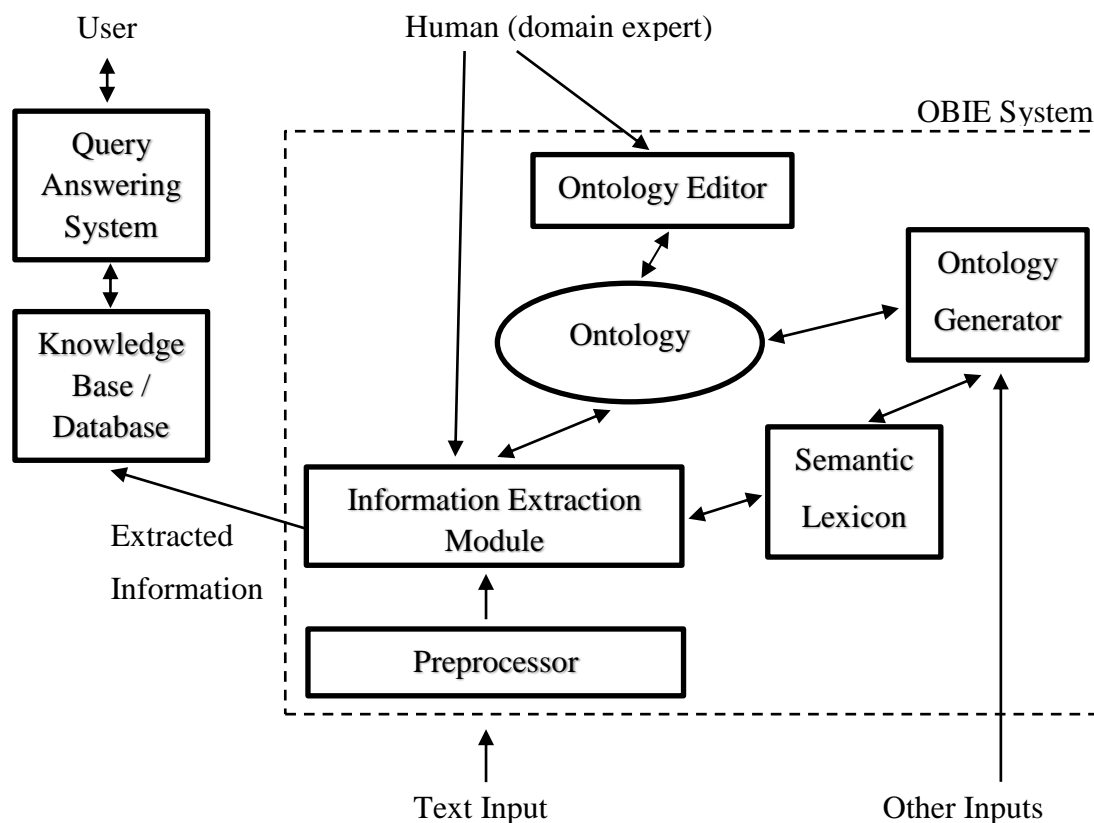 User
Human (domain expert)
OBIE System
Query
Answering
System
Ontology Editor
Ontology
Generator
Ontology
Knowledge
Base /
Database
Semantic
Lexicon
Information Extraction
Module
Extracted
Information
Preprocessor
Text Input
Other Inputs